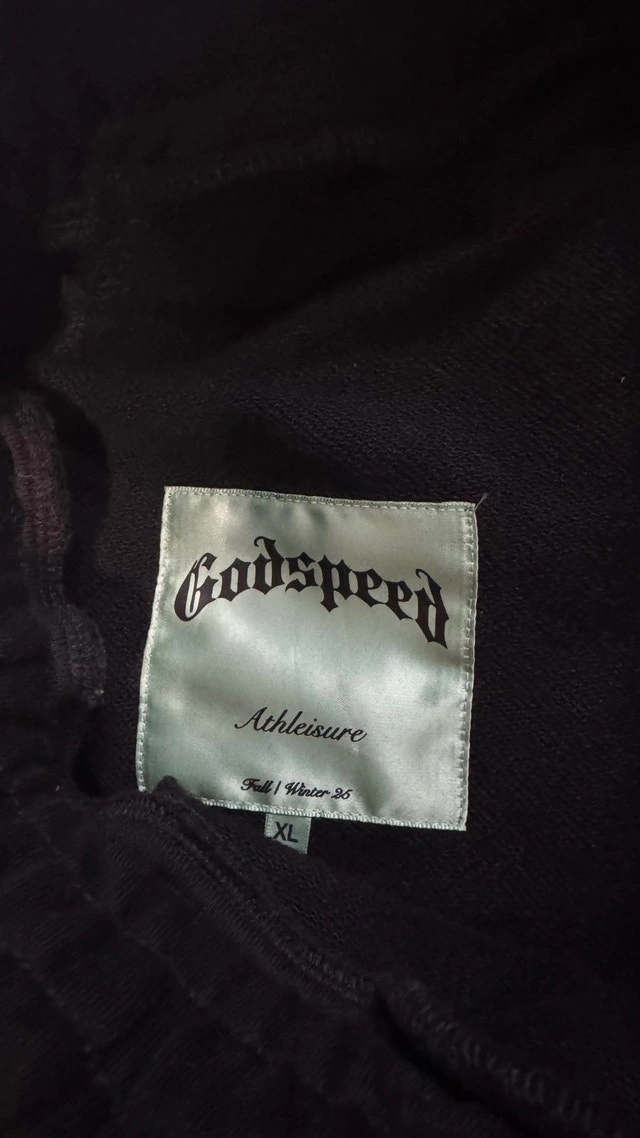 Godspeed
Athleisure
Fall | Winter 25
XL